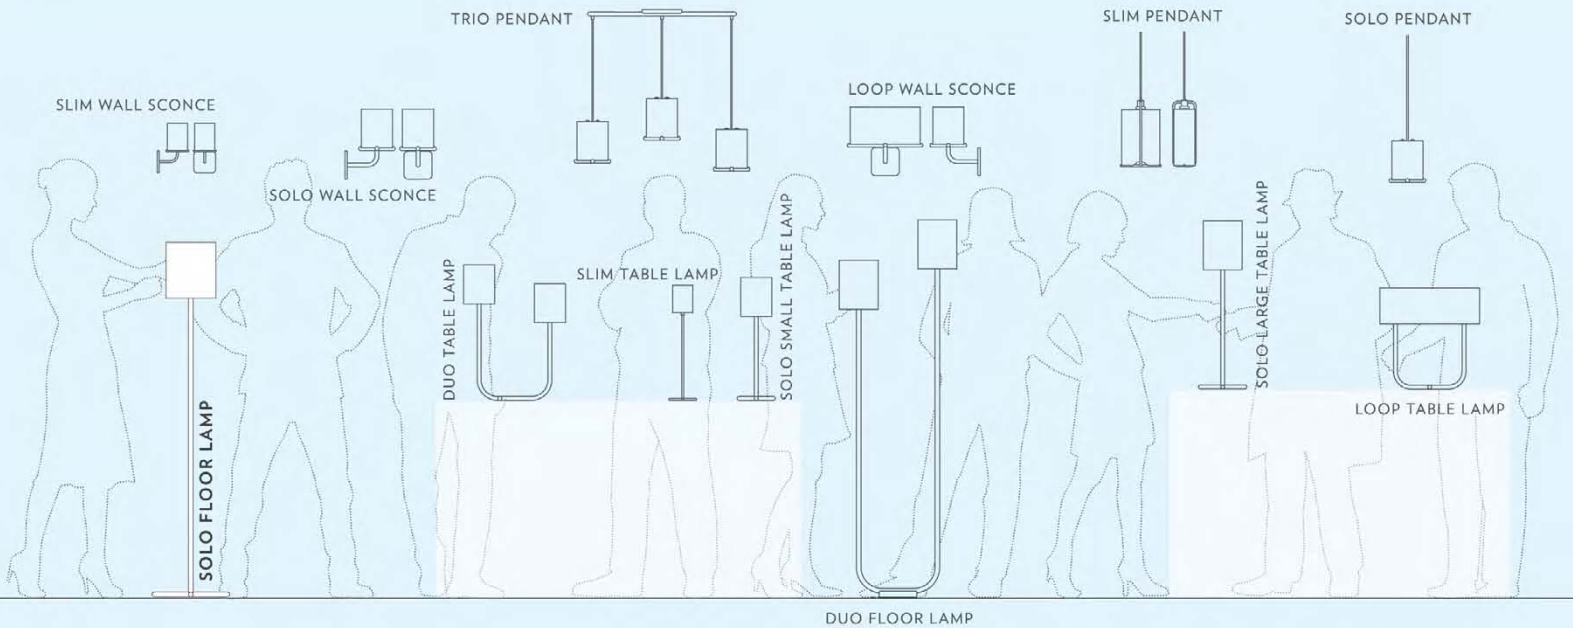 TRIO PENDANT
SLIM PENDANT
SOLO PENDANT
SLIM WALL SCONCE
LOOP WALL SCONCE
SOLO WALL SCONCE
DUO TABLE LAMP
SLIM TABLE LAMP
SOLO SMALL TABLE LAMP
SOLO LARGE TABLE LAMP
LOOP TABLE LAMP
SOLO FLOOR LAMP
DUO FLOOR LAMP